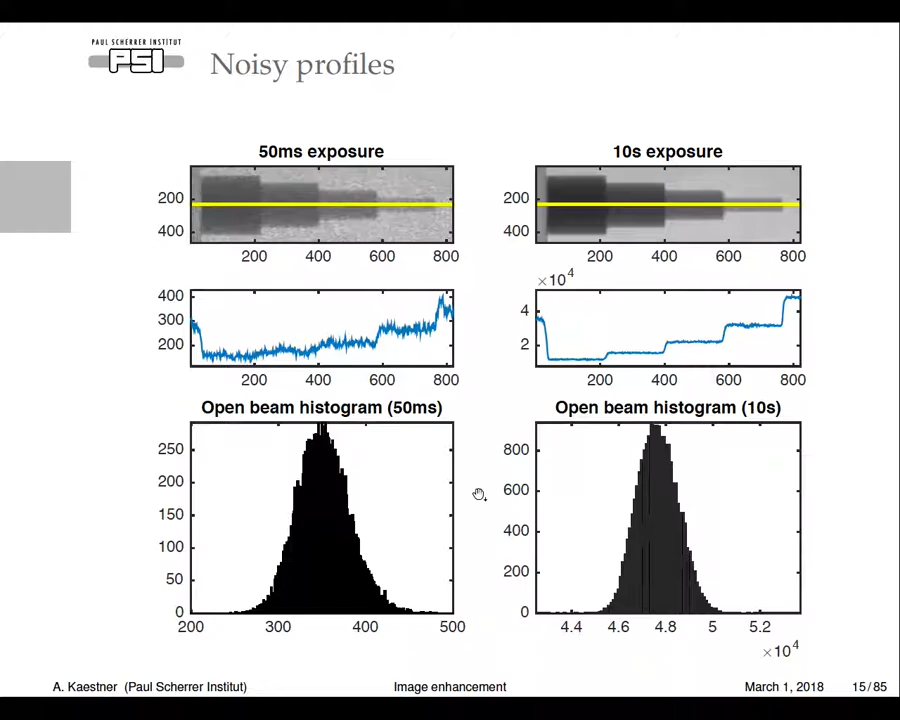 PAUL SCHERRER INSTITUT
PSI
Noisy profiles
50ms exposure
200
400
200 400 600 800
400
300
200
200 400 600 800
Open beam histogram (50ms)
250
200
150
100
50
0
200 300 400 500
10s exposure
200
400
200 400 600 800
×10^4
4
2
200 400 600 800
Open beam histogram (10s)
800
600
400
200
0
4.4 4.6 4.8 5 5.2
×10^4
A. Kaestner (Paul Scherrer Institut) Image enhancement March 1, 2018 15 / 85